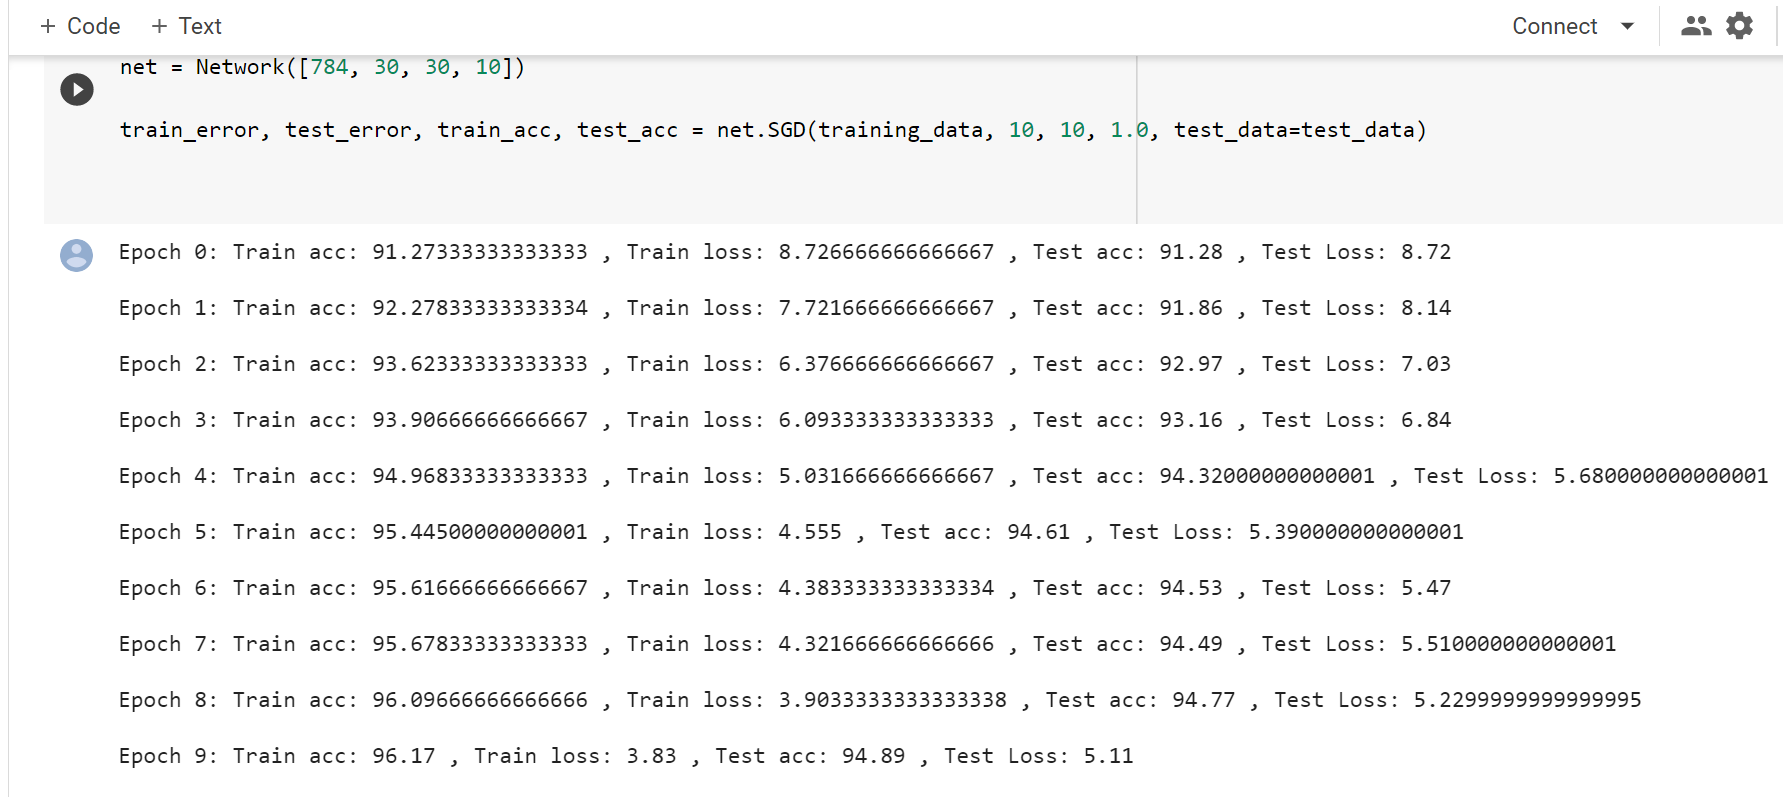 + Code + Text Connect
net = Network([784, 30, 30, 10])
train_error, test_error, train_acc, test_acc = net.SGD(training_data, 10, 10, 1.0, test_data=test_data)
Epoch 0: Train acc: 91.27333333333333 , Train loss: 8.726666666666667 , Test acc: 91.28 , Test Loss: 8.72
Epoch 1: Train acc: 92.27833333333334 , Train loss: 7.721666666666667 , Test acc: 91.86 , Test Loss: 8.14
Epoch 2: Train acc: 93.62333333333333 , Train loss: 6.376666666666667 , Test acc: 92.97 , Test Loss: 7.03
Epoch 3: Train acc: 93.90666666666667 , Train loss: 6.093333333333333 , Test acc: 93.16 , Test Loss: 6.84
Epoch 4: Train acc: 94.96833333333333 , Train loss: 5.031666666666667 , Test acc: 94.32000000000001 , Test Loss: 5.680000000000001
Epoch 5: Train acc: 95.44500000000001 , Train loss: 4.555 , Test acc: 94.61 , Test Loss: 5.390000000000001
Epoch 6: Train acc: 95.61666666666667 , Train loss: 4.383333333333334 , Test acc: 94.53 , Test Loss: 5.47
Epoch 7: Train acc: 95.67833333333333 , Train loss: 4.321666666666666 , Test acc: 94.49 , Test Loss: 5.510000000000001
Epoch 8: Train acc: 96.09666666666666 , Train loss: 3.9033333333333338 , Test acc: 94.77 , Test Loss: 5.2299999999999995
Epoch 9: Train acc: 96.17 , Train loss: 3.83 , Test acc: 94.89 , Test Loss: 5.11